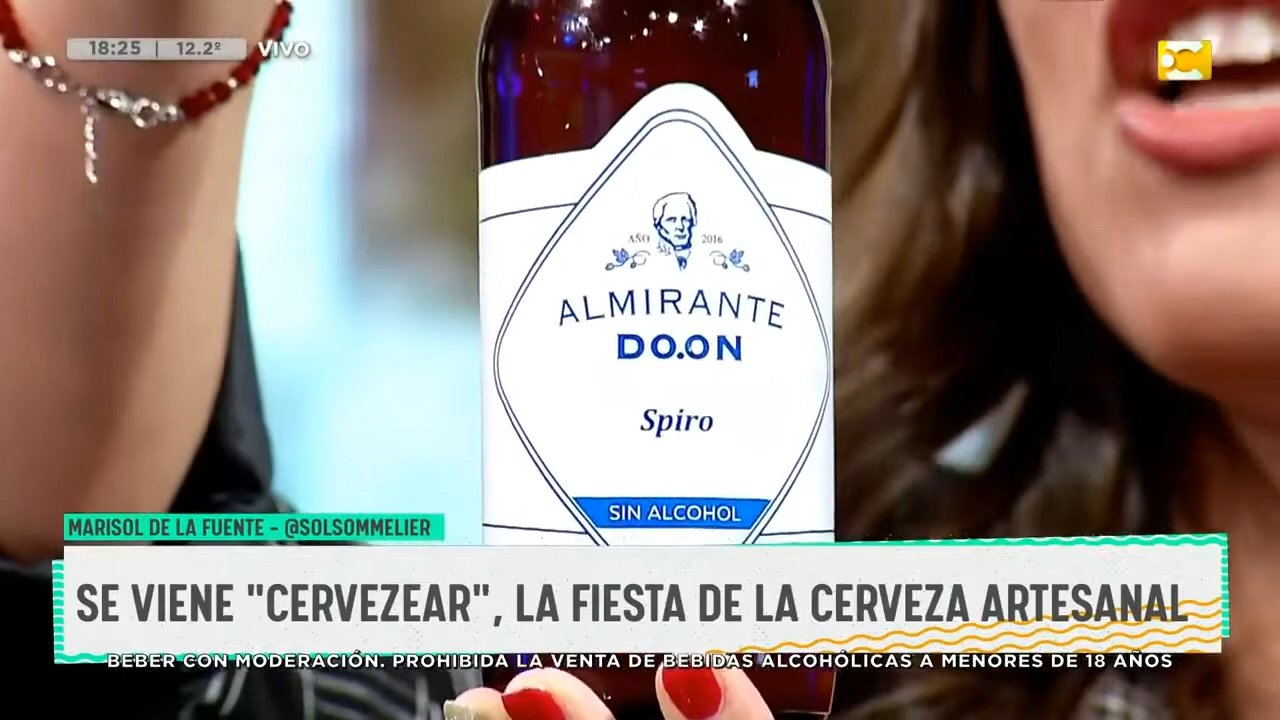 18:25 | 12.2º VIVO
AÑO 2016
ALMIRANTE
DO.ON
Spiro
SIN ALCOHOL
MARISOL DE LA FUENTE - @SOLSOMMELIER
SE VIENE "CERVEZEAR", LA FIESTA DE LA CERVEZA ARTESANAL
BEBER CON MODERACIÓN. PROHIBIDA LA VENTA DE BEBIDAS ALCOHÓLICAS A MENORES DE 18 AÑOS